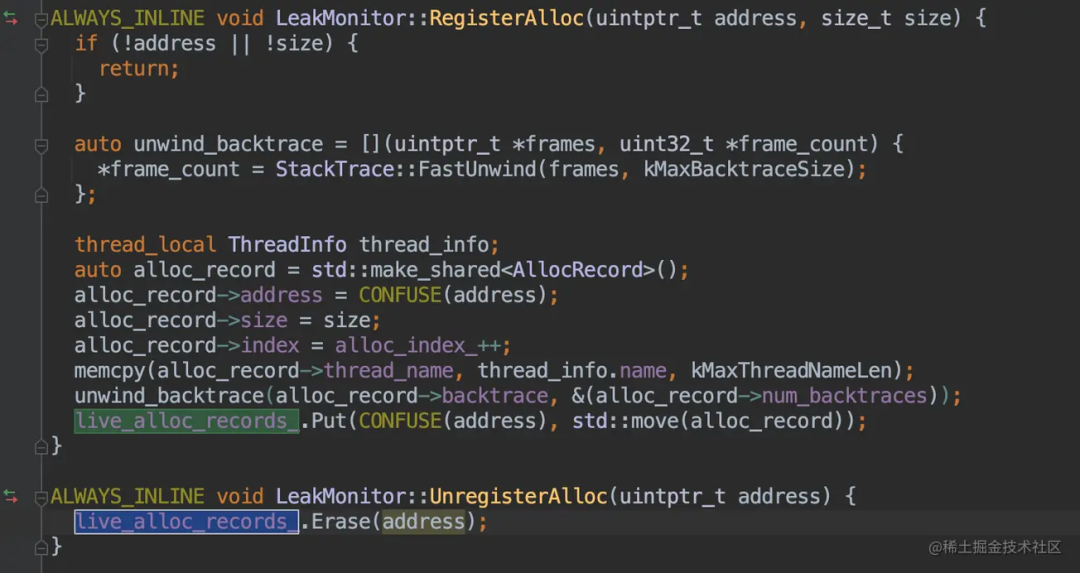 ALWAYS_INLINE void LeakMonitor::RegisterAlloc(uintptr_t address, size_t size) {
  if (!address || !size) {
    return;
  }

  auto unwind_backtrace = [](uintptr_t *frames, uint32_t *frame_count) {
    *frame_count = StackTrace::FastUnwind(frames, kMaxBacktraceSize);
  };

  thread_local ThreadInfo thread_info;
  auto alloc_record = std::make_shared<AllocRecord>();
  alloc_record->address = CONFUSE(address);
  alloc_record->size = size;
  alloc_record->index = alloc_index_++;
  memcpy(alloc_record->thread_name, thread_info.name, kMaxThreadNameLen);
  unwind_backtrace(alloc_record->backtrace, &(alloc_record->num_backtraces));
  live_alloc_records_.Put(CONFUSE(address), std::move(alloc_record));
}

ALWAYS_INLINE void LeakMonitor::UnregisterAlloc(uintptr_t address) {
  live_alloc_records_.Erase(address);
}
@稀土掘金技术社区